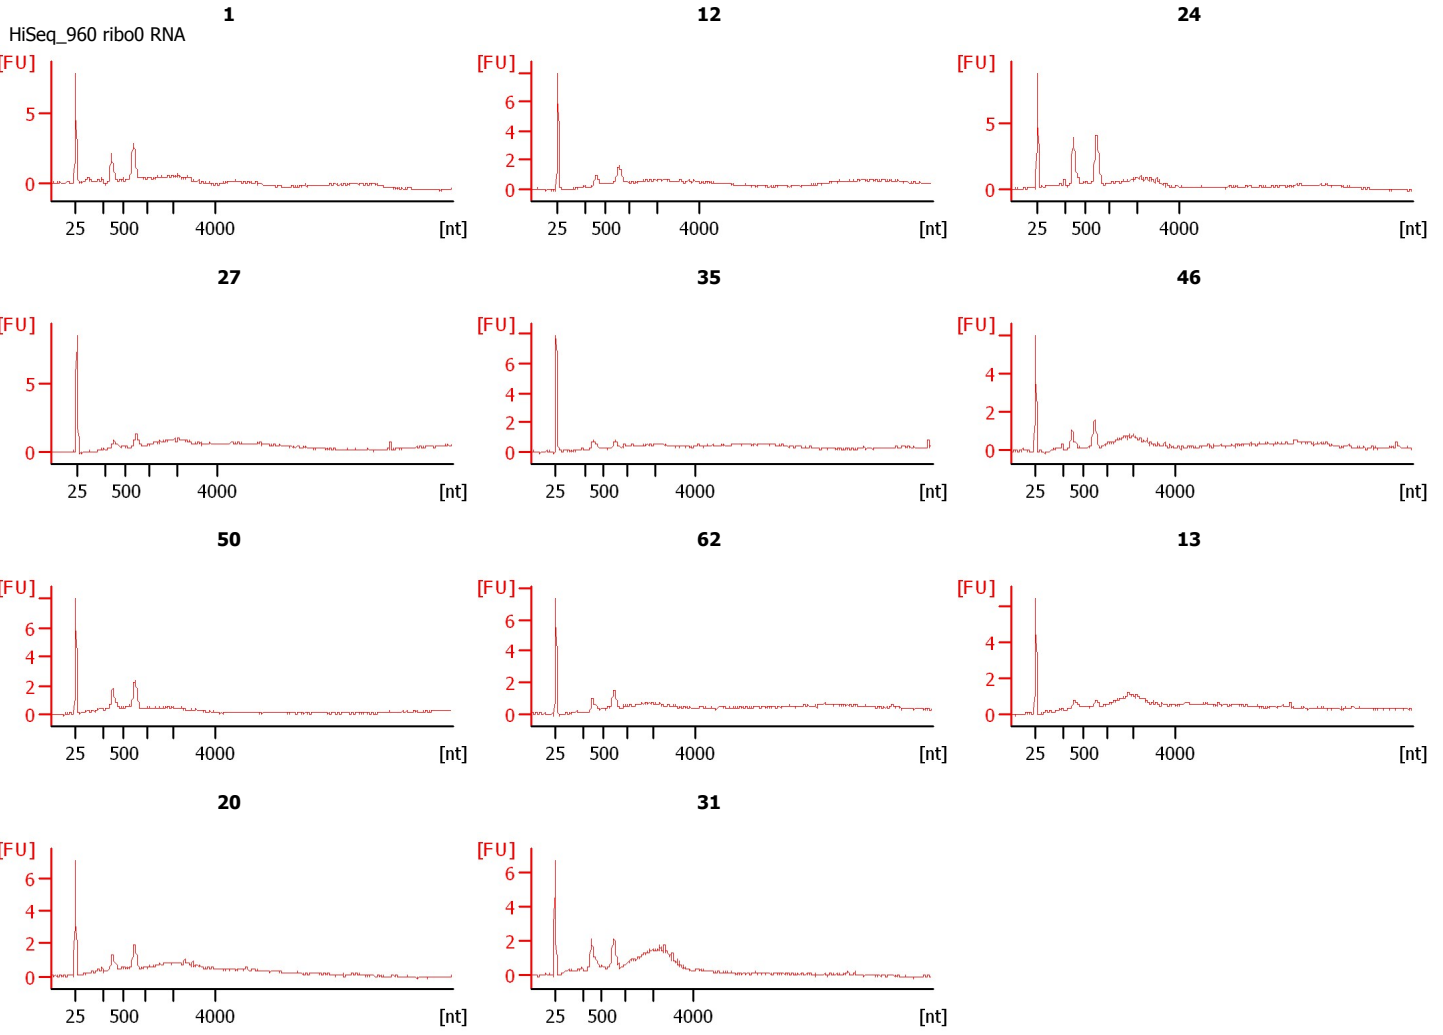 1 12 24
HiSeq_960 ribo0 RNA
[FU] [FU] [FU]
5 6 4 2 0 5
0 0
25 500 4000 [nt] 25 500 4000 [nt] 25 500 4000 [nt]
27 35 46
[FU] [FU] [FU]
5 6 4 2 0 4 2 0
0
25 500 4000 [nt] 25 500 4000 [nt] 25 500 4000 [nt]
50 62 13
[FU] [FU] [FU]
6 6 4
4 4 2
2 2 0
0 0
25 500 4000 [nt] 25 500 4000 [nt] 25 500 4000 [nt]
20 31
[FU] [FU]
6 6
4 4
2 2
0 0
25 500 4000 [nt] 25 500 4000 [nt]